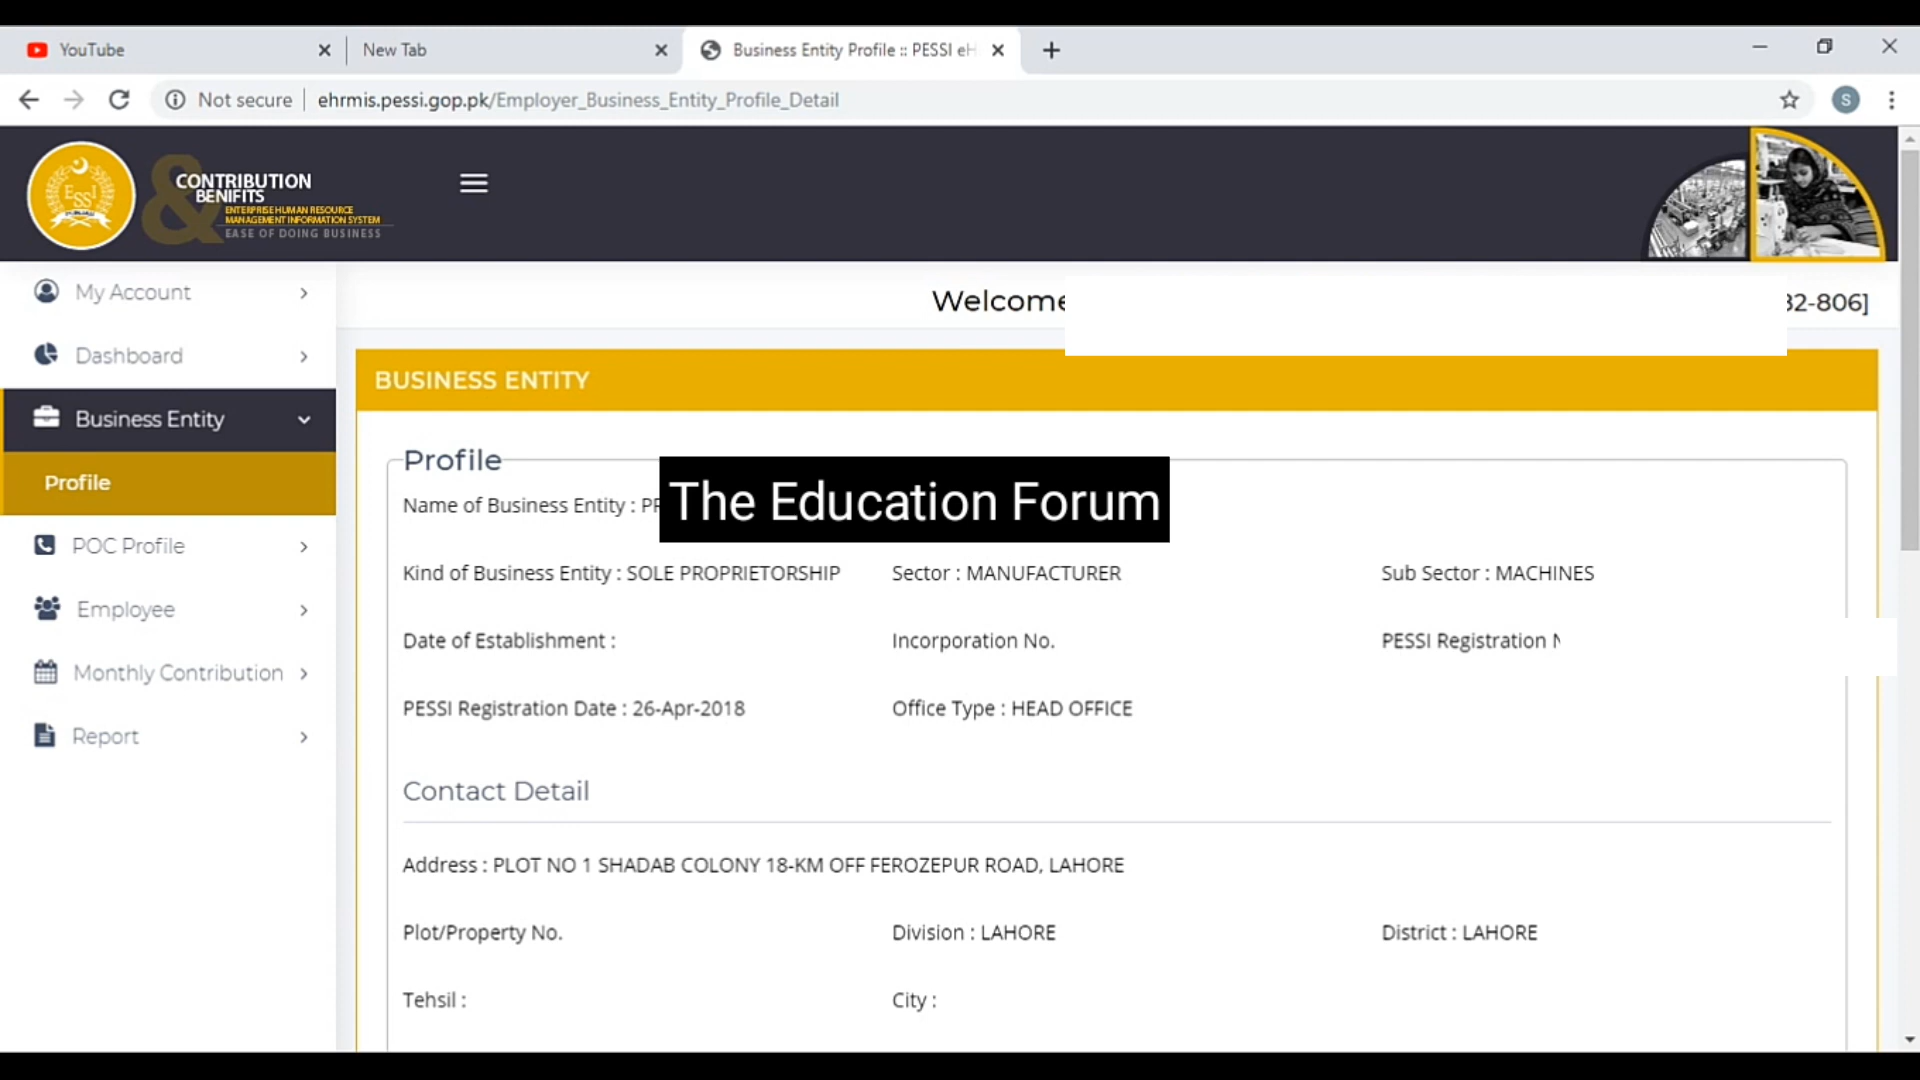 YouTube
New Tab
Business Entity Profile :: PESSI eH
Not secure
ehrmis.pessi.gop.pk/Employer_Business_Entity_Profile_Detail
S
ESSI
&
CONTRIBUTION
BENIFITS
ENTERPRISE HUMAN RESOURCE
MANAGEMENT INFORMATION SYSTEM
EASE OF DOING BUSINESS
My Account
Dashboard
Business Entity
Profile
POC Profile
Employee
Monthly Contribution
Report
Welcome
32-806]
BUSINESS ENTITY
Profile
Name of Business Entity : PR
The Education Forum
Kind of Business Entity : SOLE PROPRIETORSHIP Sector : MANUFACTURER Sub Sector : MACHINES
Date of Establishment : Incorporation No. PESSI Registration N
PESSI Registration Date : 26-Apr-2018 Office Type : HEAD OFFICE
Contact Detail
Address : PLOT NO 1 SHADAB COLONY 18-KM OFF FEROZEPUR ROAD, LAHORE
Plot/Property No. Division : LAHORE District : LAHORE
Tehsil : City :